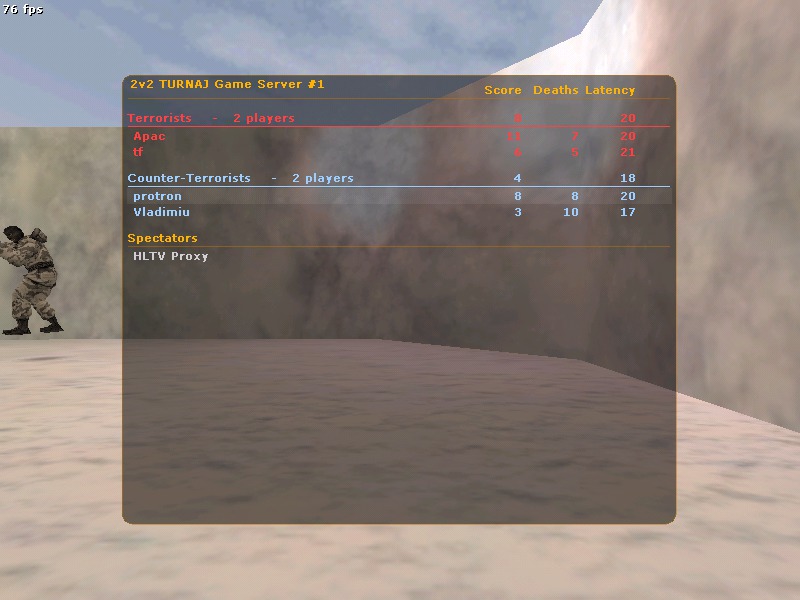 76 fps
2v2 TURNAJ Game Server #1
Score Deaths Latency
Terrorists - 2 players 20
Apac 11 20
tf 5 21
Counter-Terrorists - 2 players 4 18
protron 8 8 20
Vladimiu 3 10 17
Spectators
HLTV Proxy